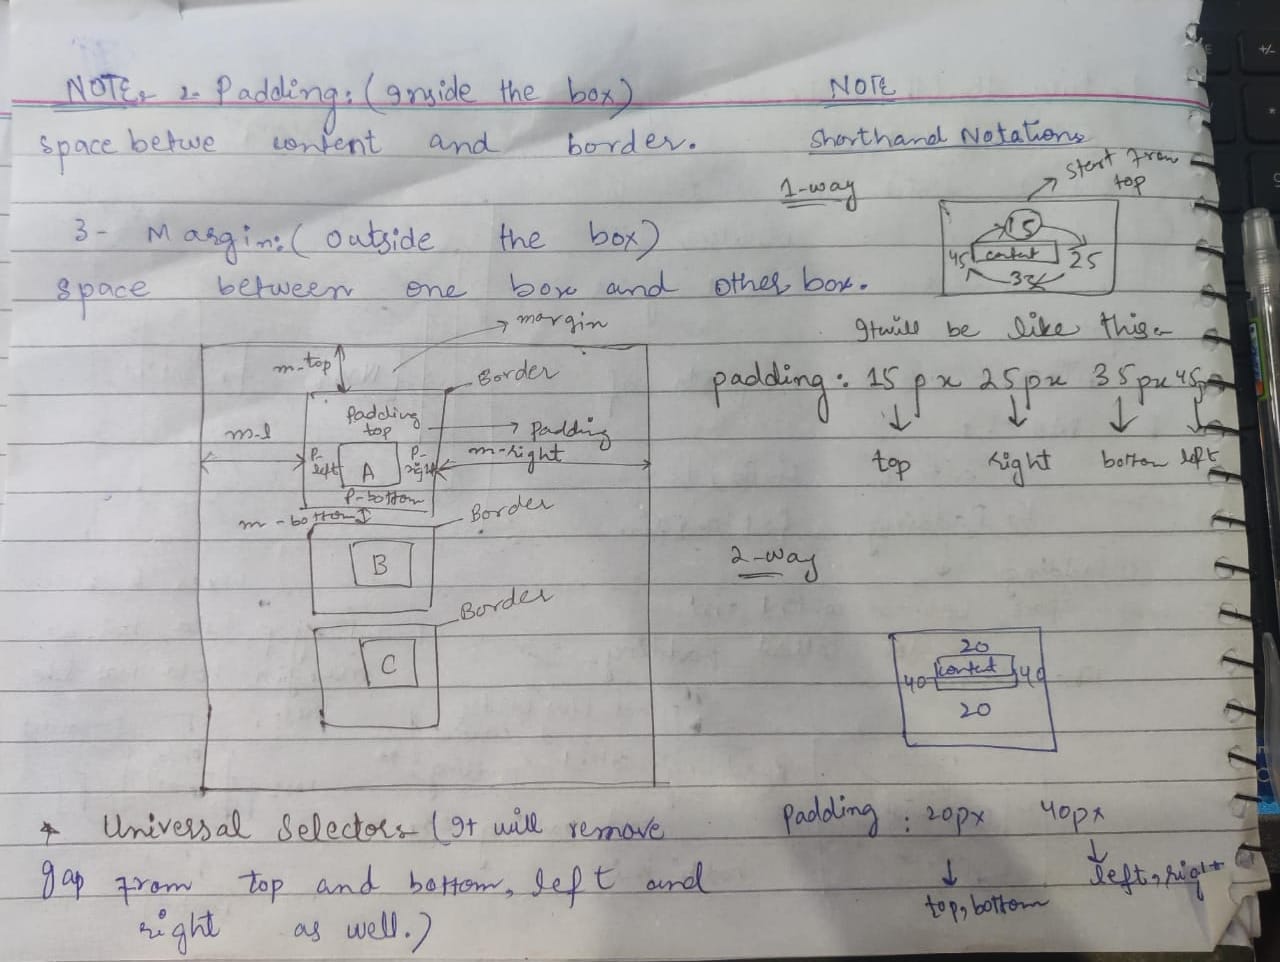 NOTE
2- Padding: (Inside the box)
space betwe content and border.
3- Margin: (outside the box)
space between one box and other box.
margin
m-top
Border
Padding
top
Padding
m-l
P-
left
A
P-
right
m-right
P-bottom
m-bottom
Border
B
Border
C
* Universal Selectors (It will remove
gap from top and bottom, left and
right as well.)
NOTE
Shorthand Notations
1-way
Start from
top
15
45
content
25
35
It will be like this-
padding: 15px 25px 35px 45px
top right bottom left
2-way
20
40
content
40
20
Padding : 20px 40px
top, bottom
left, right